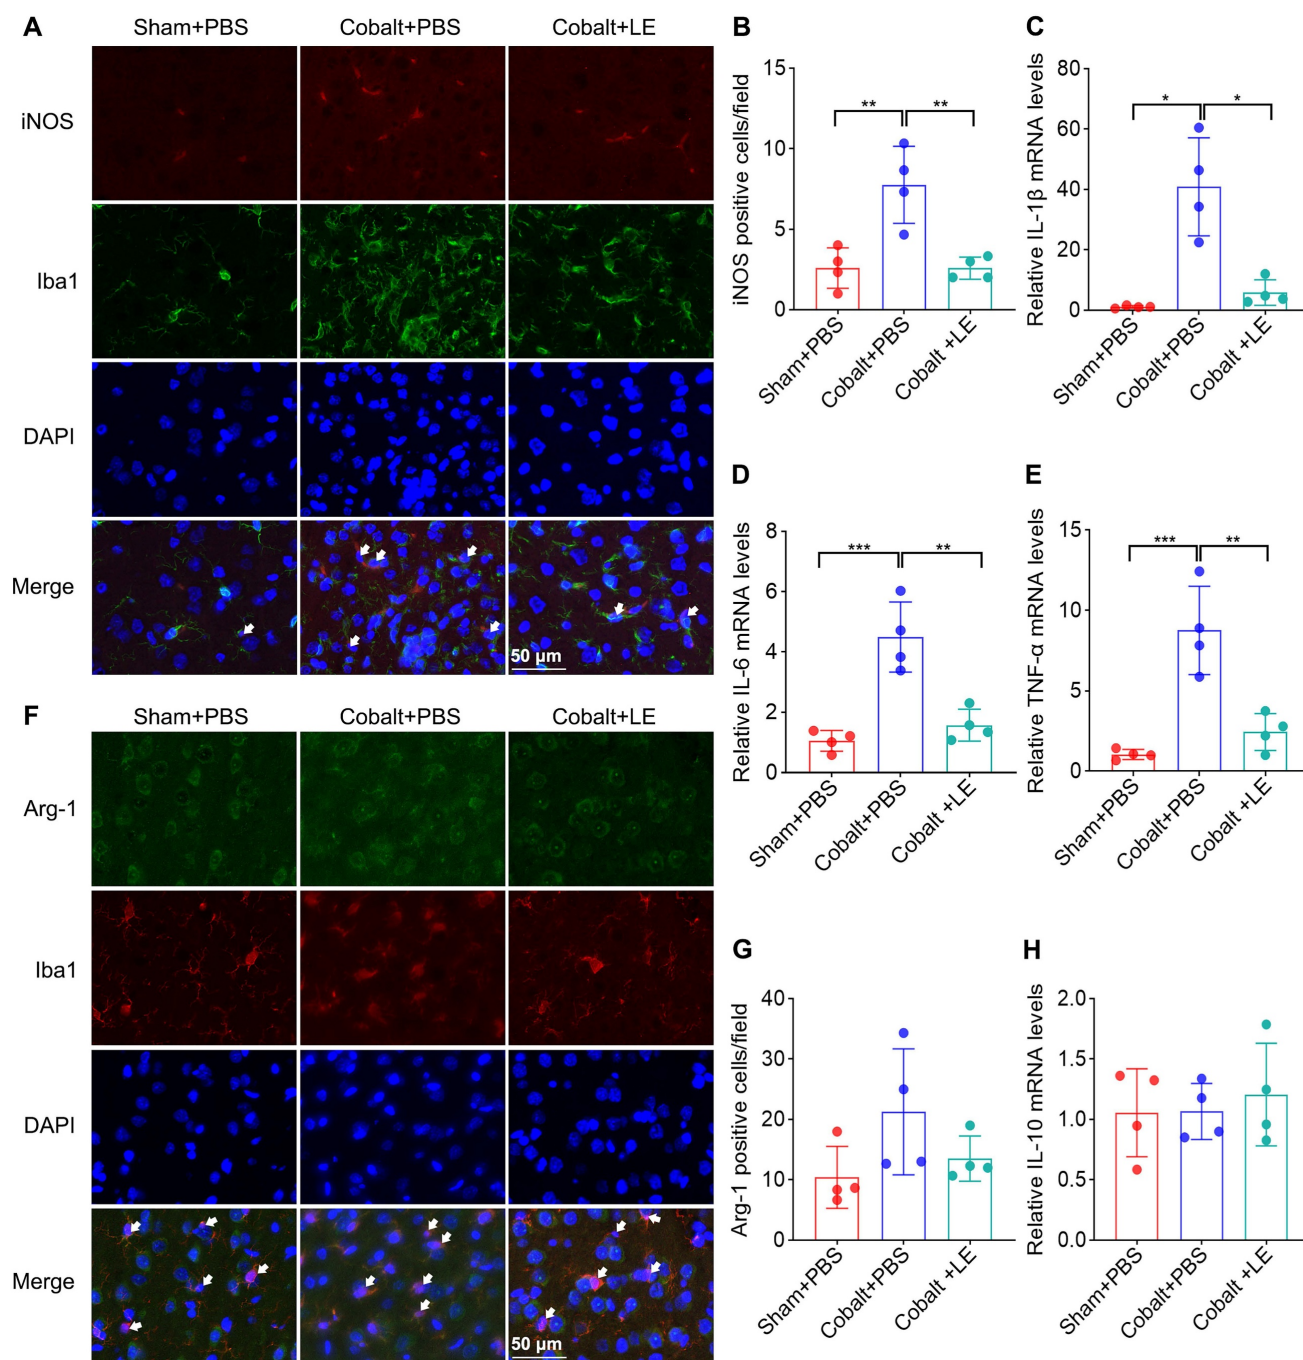 A
Sham+PBS
Cobalt+PBS
Cobalt+LE
iNOS
Iba1
DAPI
Merge
50 µm
B
iNOS positive cells/field
15
10
5
0
**
**
Sham+PBS
Cobalt+PBS
Cobalt +LE
C
Relative IL-1β mRNA levels
80
60
40
20
0
*
*
Sham+PBS
Cobalt+PBS
Cobalt +LE
D
Relative IL-6 mRNA levels
8
6
4
2
0
***
**
Sham+PBS
Cobalt+PBS
Cobalt +LE
E
Relative TNF-α mRNA levels
15
10
5
0
***
**
Sham+PBS
Cobalt+PBS
Cobalt +LE
F
Sham+PBS
Cobalt+PBS
Cobalt+LE
Arg-1
Iba1
DAPI
Merge
50 µm
G
Arg-1 positive cells/field
40
30
20
10
0
Sham+PBS
Cobalt+PBS
Cobalt +LE
H
Relative IL-10 mRNA levels
2.0
1.5
1.0
0.5
0.0
Sham+PBS
Cobalt+PBS
Cobalt +LE